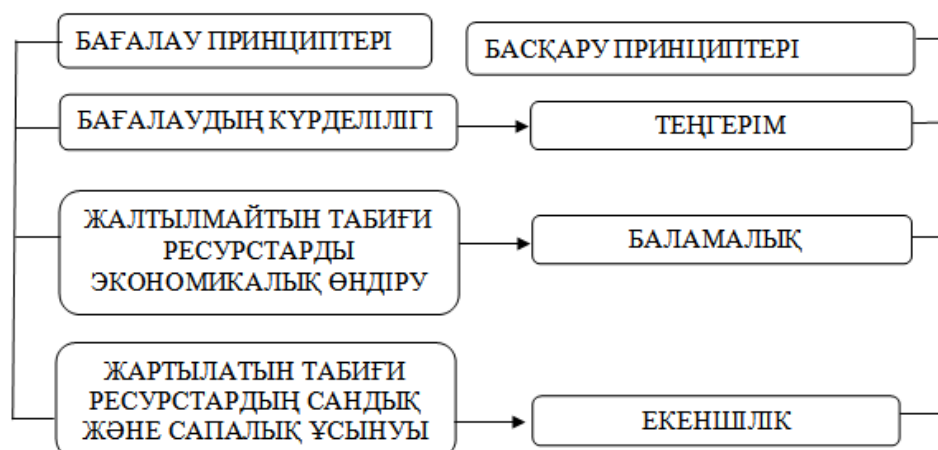 БАҒАЛАУ ПРИНЦИПТЕРІ
БАСҚАРУ ПРИНЦИПТЕРІ
БАҒАЛАУДЫҢ КҮРДЕЛІЛІГІ
ТЕҢГЕРІМ
ЖАЛТЫЛМАЙТЫН ТАБИҒИ
РЕСУРСТАРДЫ
ЭКОНОМИКАЛЫҚ ӨНДІРУ
БАЛАМАЛЫҚ
ЖАРТЫЛАТЫН ТАБИҒИ
РЕСУРСТАРДЫҢ САНДЫҚ
ЖӘНЕ САПАЛЫҚ ҰСЫНУЫ
ЕКЕНШІЛІК